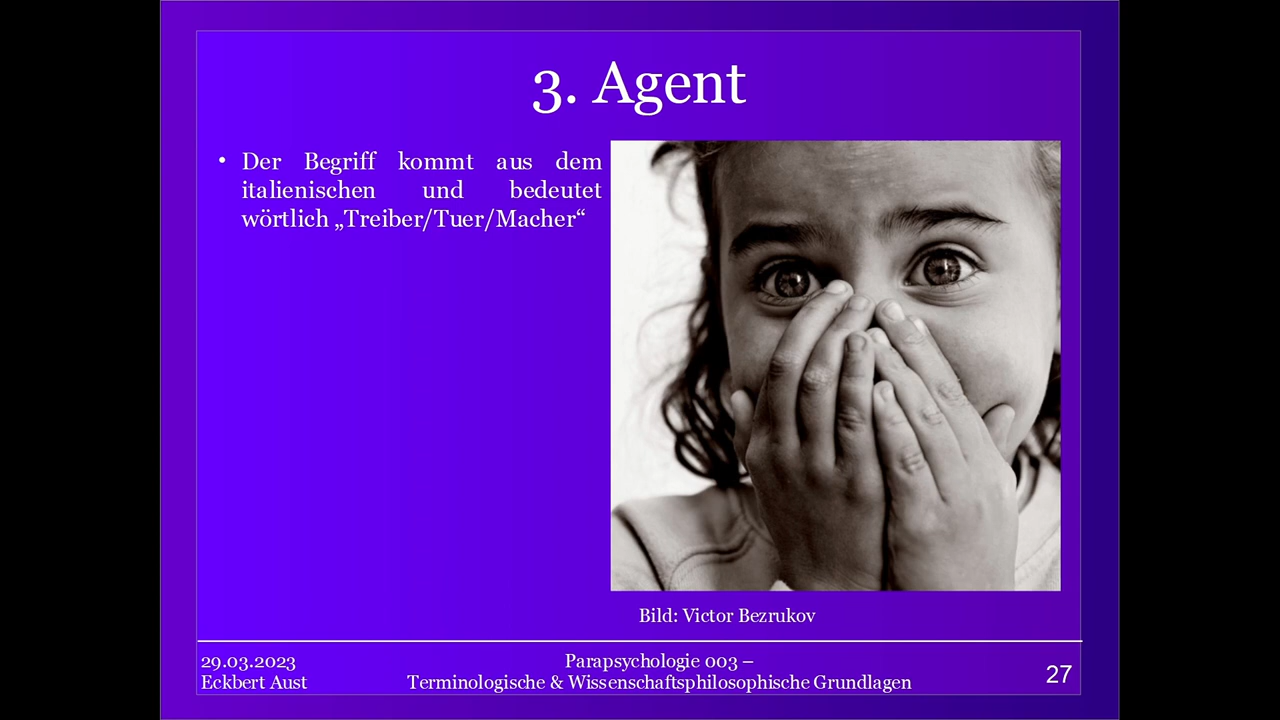 3. Agent
• Der Begriff kommt aus dem
italienischen und bedeutet
wörtlich „Treiber/Tuer/Macher“
Bild: Victor Bezrukov
29.03.2023
Eckbert Aust
Parapsychologie 003 –
Terminologische & Wissenschaftsphilosophische Grundlagen
27